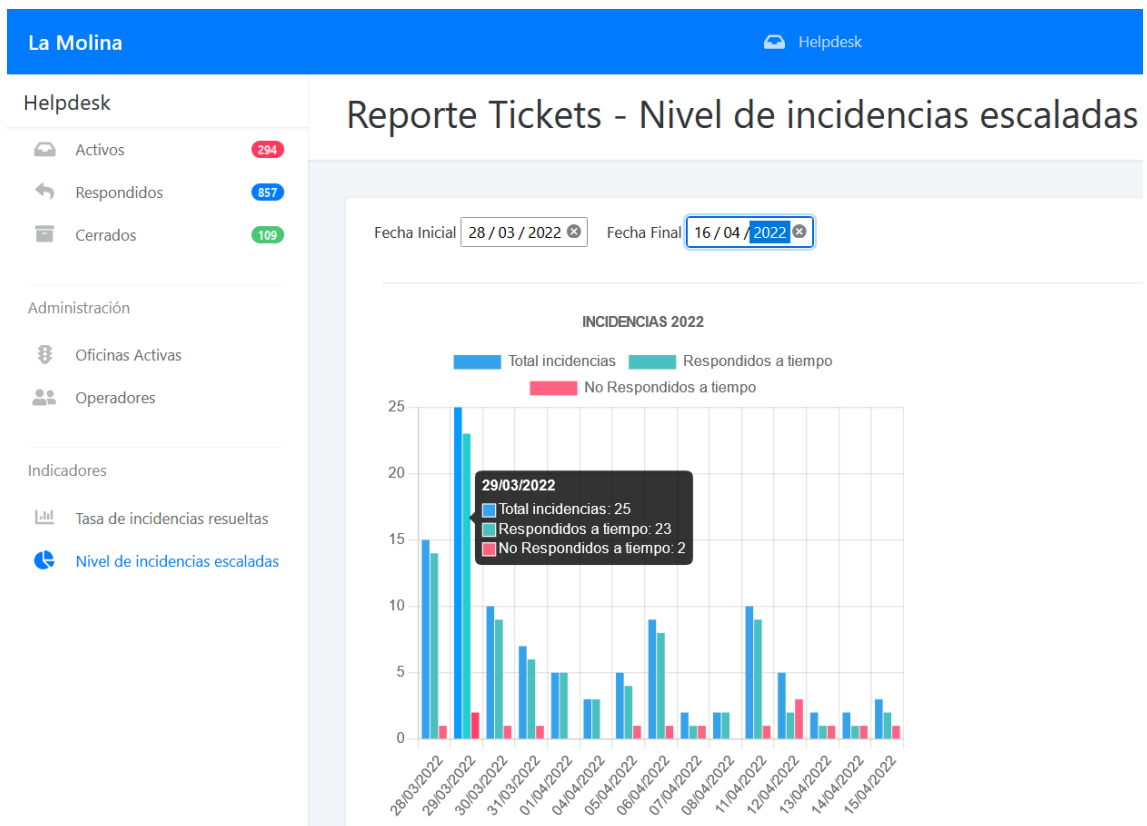 La Molina
Helpdesk
Helpdesk
Activos 294
Respondidos 857
Cerrados 109
Administración
Oficinas Activas
Operadores
Indicadores
Tasa de incidencias resueltas
Nivel de incidencias escaladas
Reporte Tickets - Nivel de incidencias escaladas
Fecha Inicial 28 / 03 / 2022 Fecha Final 16 / 04 / 2022
INCIDENCIAS 2022
Total incidencias Respondidos a tiempo
No Respondidos a tiempo
25
20
15
10
5
0
29/03/2022
Total incidencias: 25
Respondidos a tiempo: 23
No Respondidos a tiempo: 2
28/03/2022 29/03/2022 30/03/2022 31/03/2022 01/04/2022 04/04/2022 05/04/2022 06/04/2022 07/04/2022 08/04/2022 11/04/2022 12/04/2022 13/04/2022 14/04/2022 15/04/2022